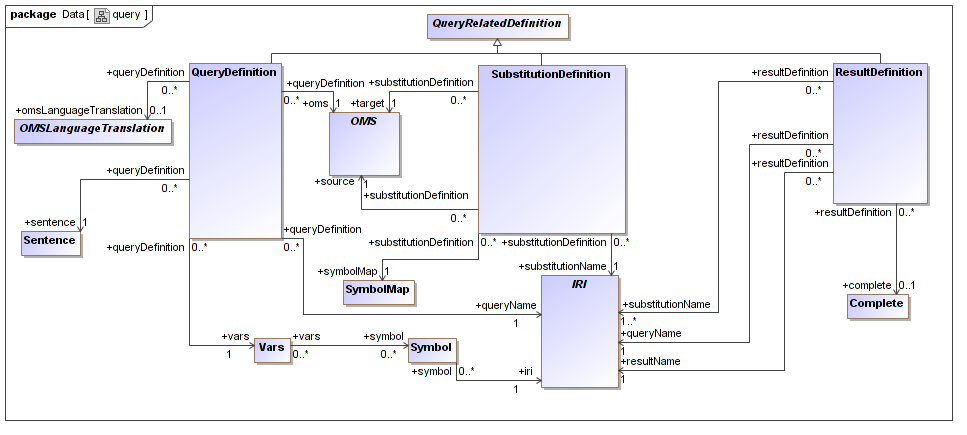 package Data[ query ]
QueryRelatedDefinition
QueryDefinition
SubstitutionDefinition
ResultDefinition
+queryDefinition
0..*
+omsLanguageTranslation
0..1
OMSLanguageTranslation
+queryDefinition
0..*
+oms
1
+substitutionDefinition
0..*
+target
1
OMS
+source
1
+substitutionDefinition
0..*
+resultDefinition
0..*
+resultDefinition
0..*
+resultDefinition
0..*
+queryDefinition
0..*
+sentence
1
Sentence
+queryDefinition
0..*
+queryDefinition
0..*
+substitutionDefinition
0..*
+substitutionDefinition
+symbolMap
1
SymbolMap
+substitutionName
1
IRI
+resultDefinition
0..*
+complete
0..1
Complete
+queryName
1
+substitutionName
1..*
+queryName
1
+resultName
1
+vars
1
Vars
+vars
0..*
+symbol
0..*
Symbol
+symbol
0..*
+iri
1